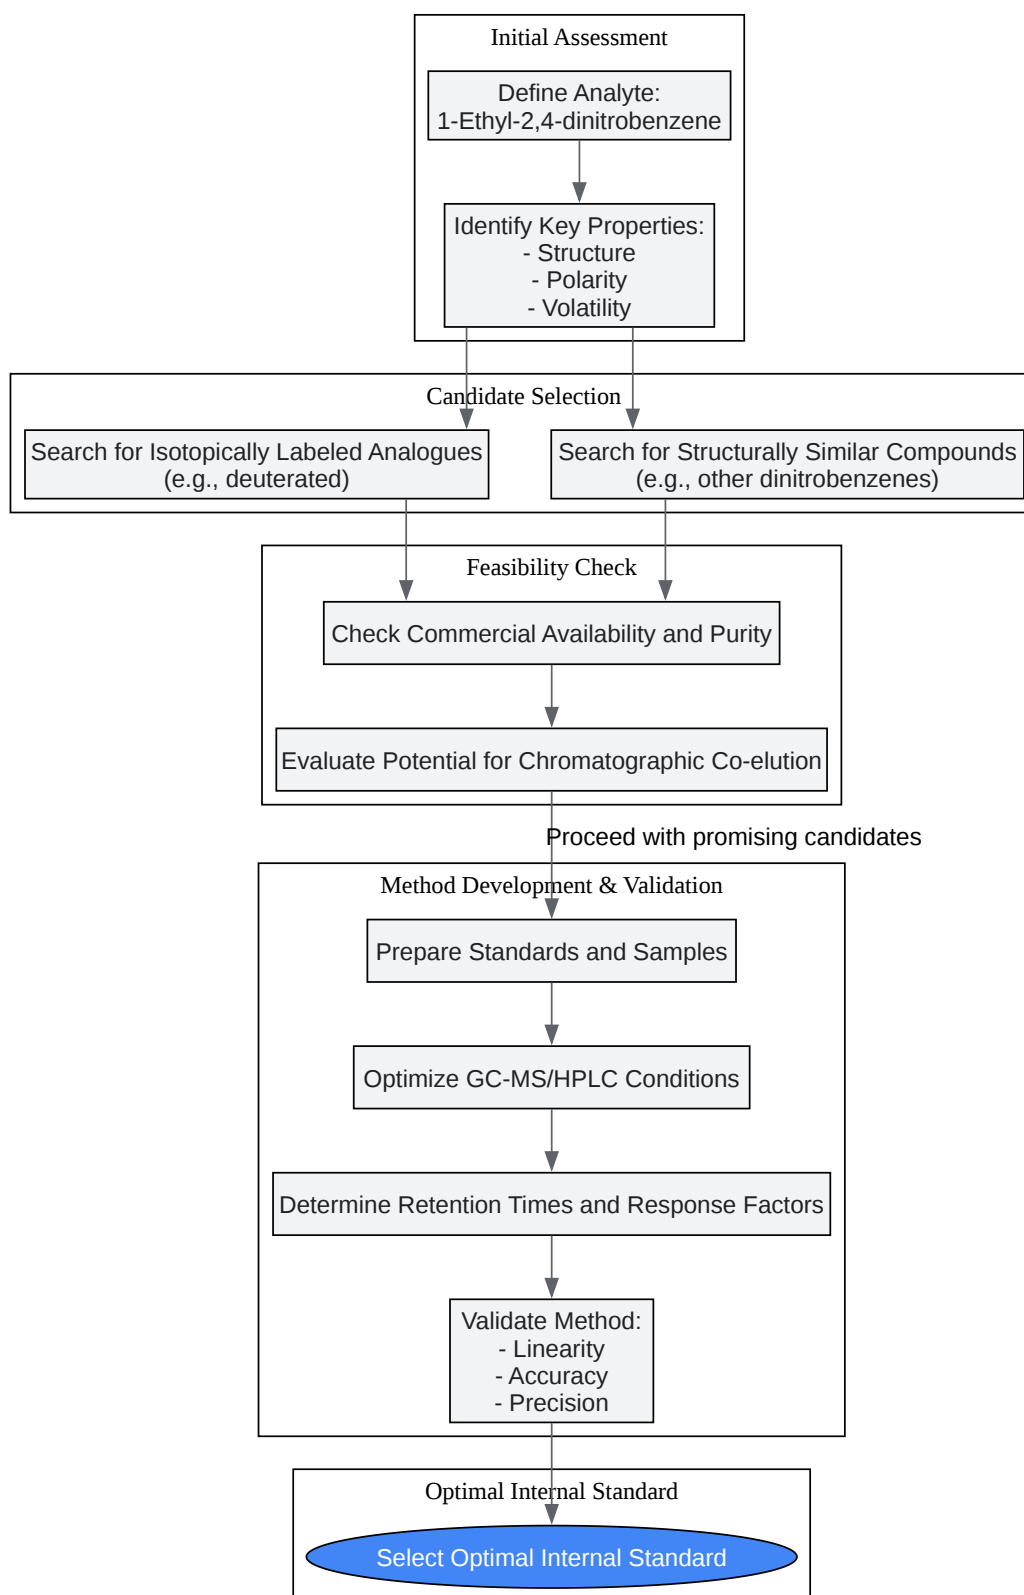 Initial Assessment
Define Analyte:
1-Ethyl-2,4-dinitrobenzene
Identify Key Properties:
- Structure
- Polarity
- Volatility
Candidate Selection
Search for Isotopically Labeled Analogues
(e.g., deuterated)
Search for Structurally Similar Compounds
(e.g., other dinitrobenzenes)
Feasibility Check
Check Commercial Availability and Purity
Evaluate Potential for Chromatographic Co-elution
Proceed with promising candidates
Method Development & Validation
Prepare Standards and Samples
Optimize GC-MS/HPLC Conditions
Determine Retention Times and Response Factors
Validate Method:
- Linearity
- Accuracy
- Precision
Optimal Internal Standard
Select Optimal Internal Standard